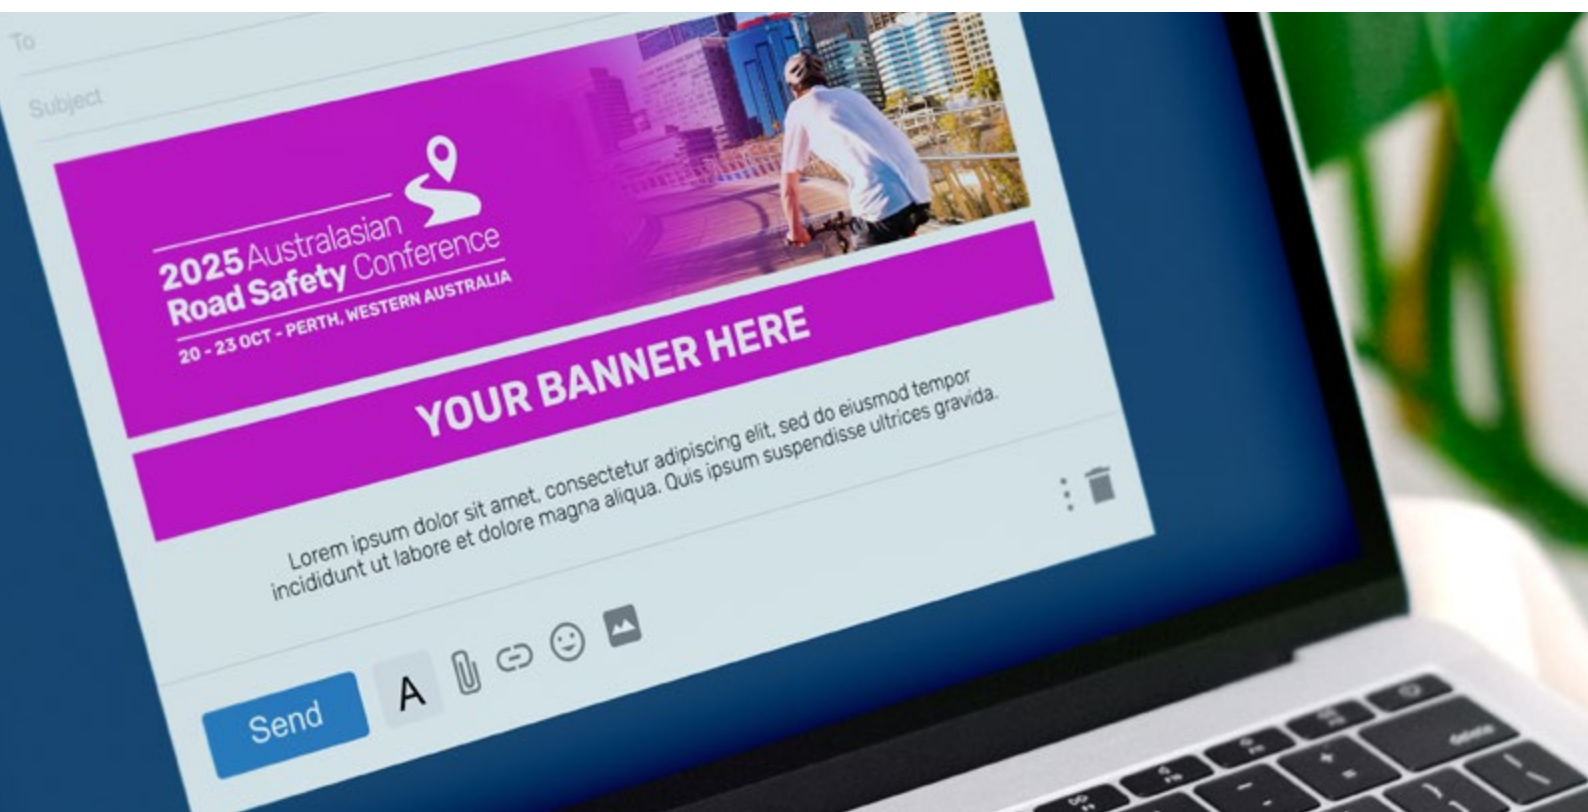 To
Subject
2025 Australasian
Road Safety Conference
20 - 23 OCT - PERTH, WESTERN AUSTRALIA
YOUR BANNER HERE
Lorem ipsum dolor sit amet, consectetur adipiscing elit, sed do eiusmod tempor
incididunt ut labore et dolore magna aliqua. Quis ipsum suspendisse ultrices gravida.
Send
A
delete